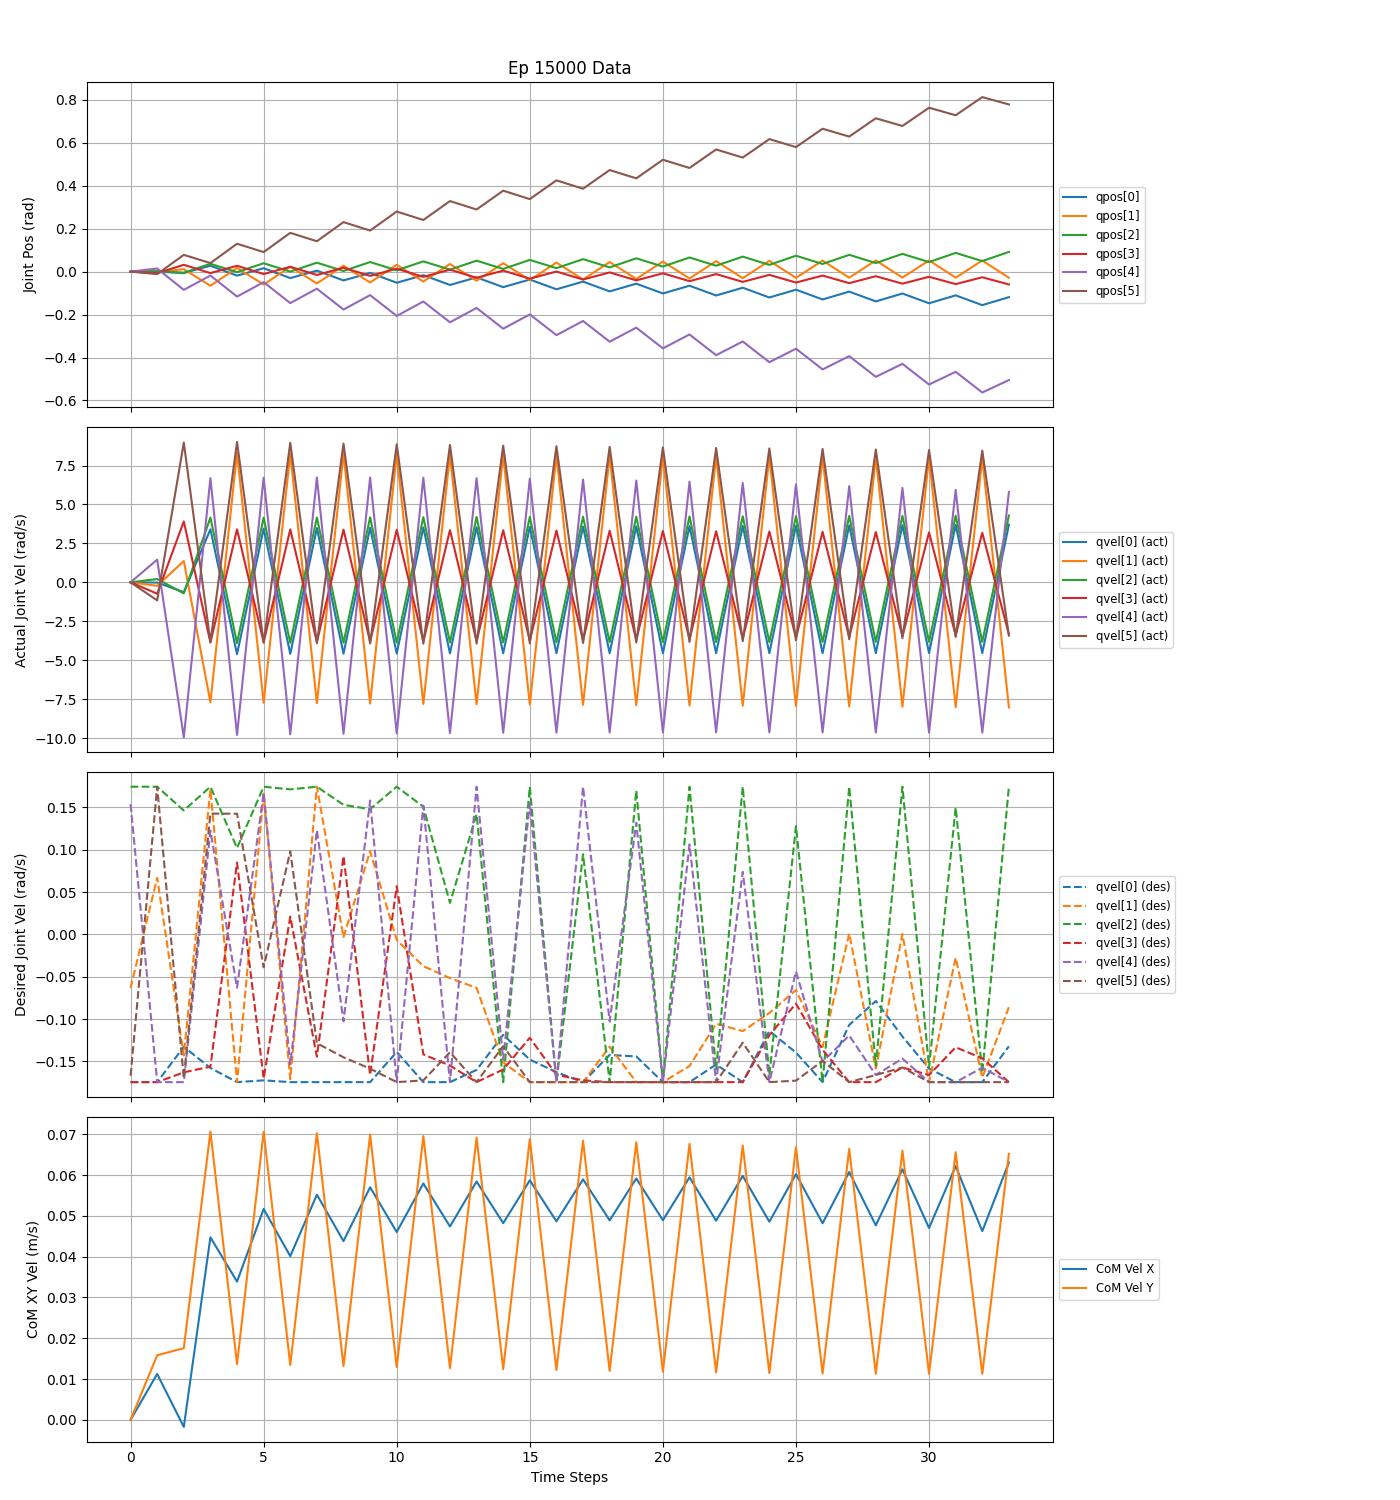 Ep 15000 Data
Joint Pos (rad)
0.8
0.6
0.4
0.2
0.0
−0.2
−0.4
−0.6
qpos[0]
qpos[1]
qpos[2]
qpos[3]
qpos[4]
qpos[5]
Actual Joint Vel (rad/s)
7.5
5.0
2.5
0.0
−2.5
−5.0
−7.5
−10.0
qvel[0] (act)
qvel[1] (act)
qvel[2] (act)
qvel[3] (act)
qvel[4] (act)
qvel[5] (act)
Desired Joint Vel (rad/s)
0.15
0.10
0.05
0.00
−0.05
−0.10
−0.15
qvel[0] (des)
qvel[1] (des)
qvel[2] (des)
qvel[3] (des)
qvel[4] (des)
qvel[5] (des)
CoM XY Vel (m/s)
0.07
0.06
0.05
0.04
0.03
0.02
0.01
0.00
CoM Vel X
CoM Vel Y
0 5 10 15 20 25 30
Time Steps